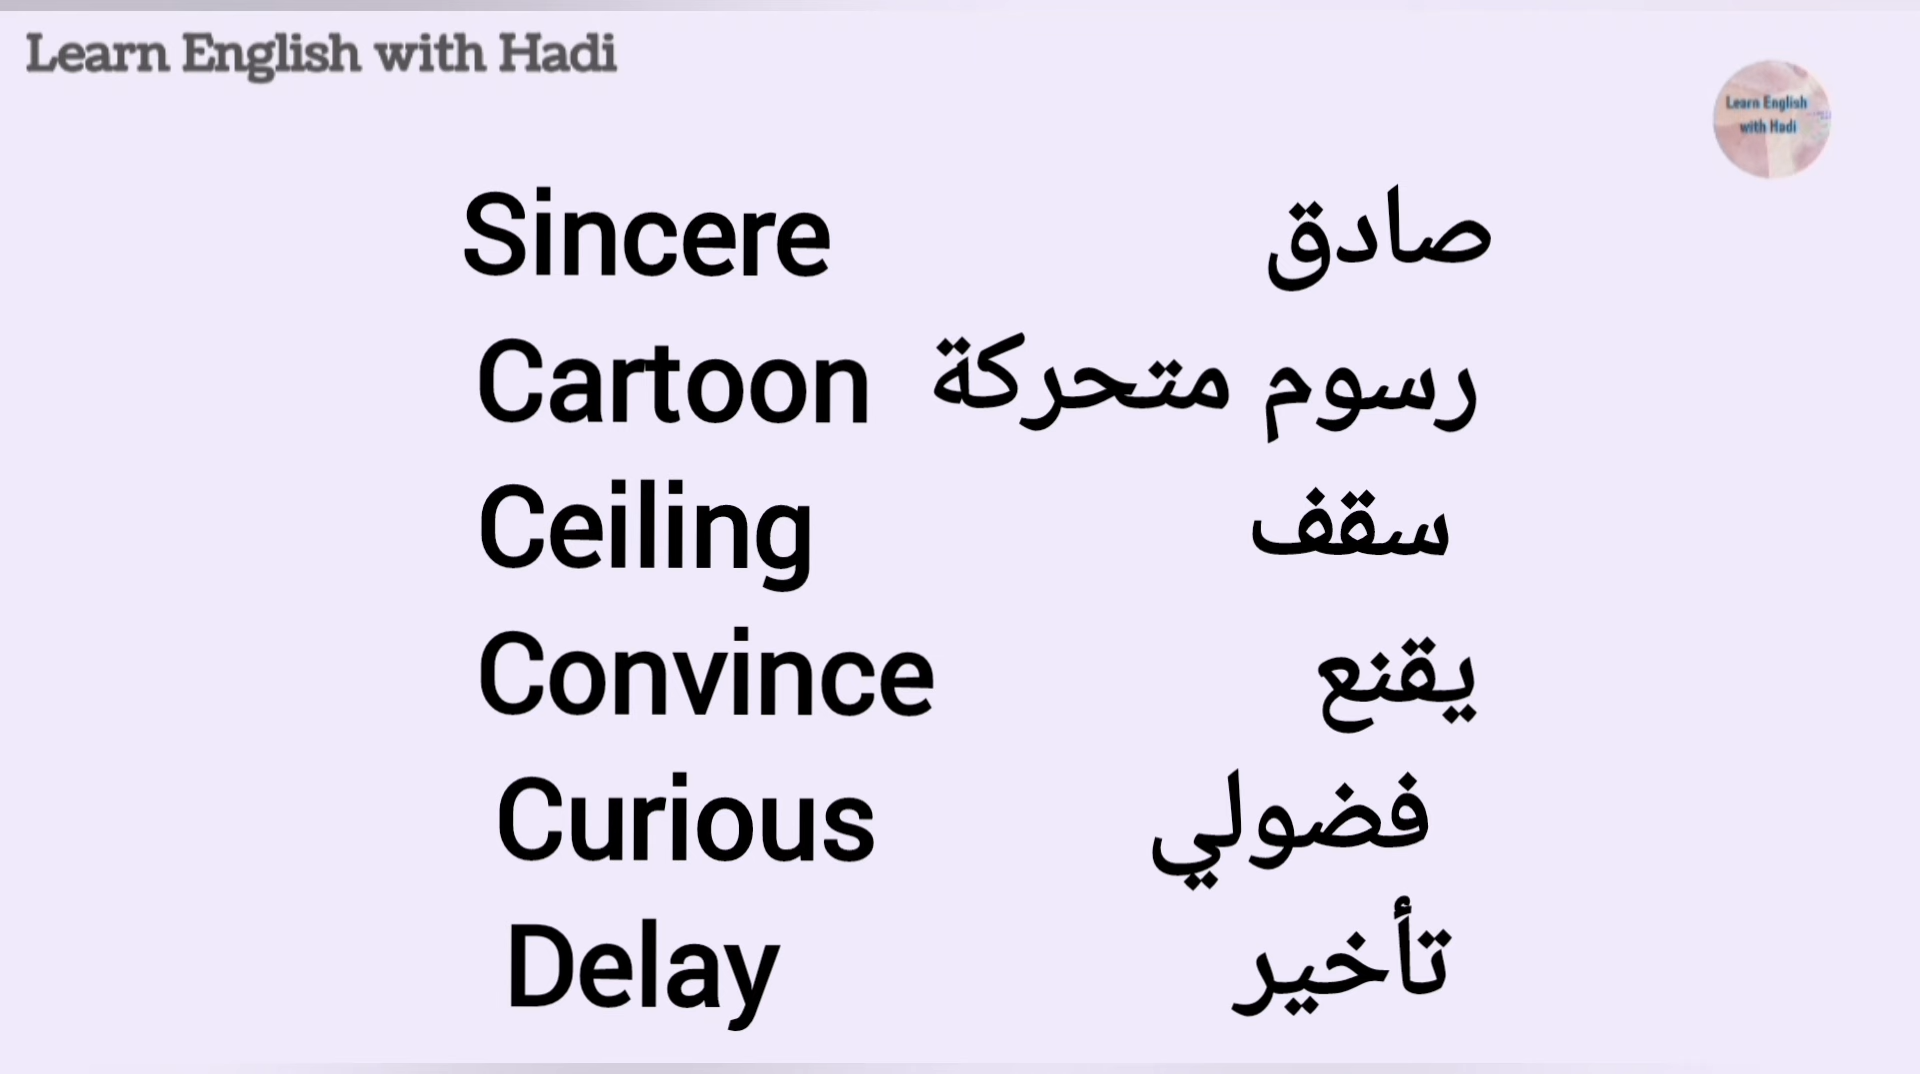 Learn English with Hadi
Learn English
with Hadi
Sincere صادق
Cartoon رسوم متحركة
Ceiling سقف
Convince يقنع
Curious فضولي
Delay تأخير